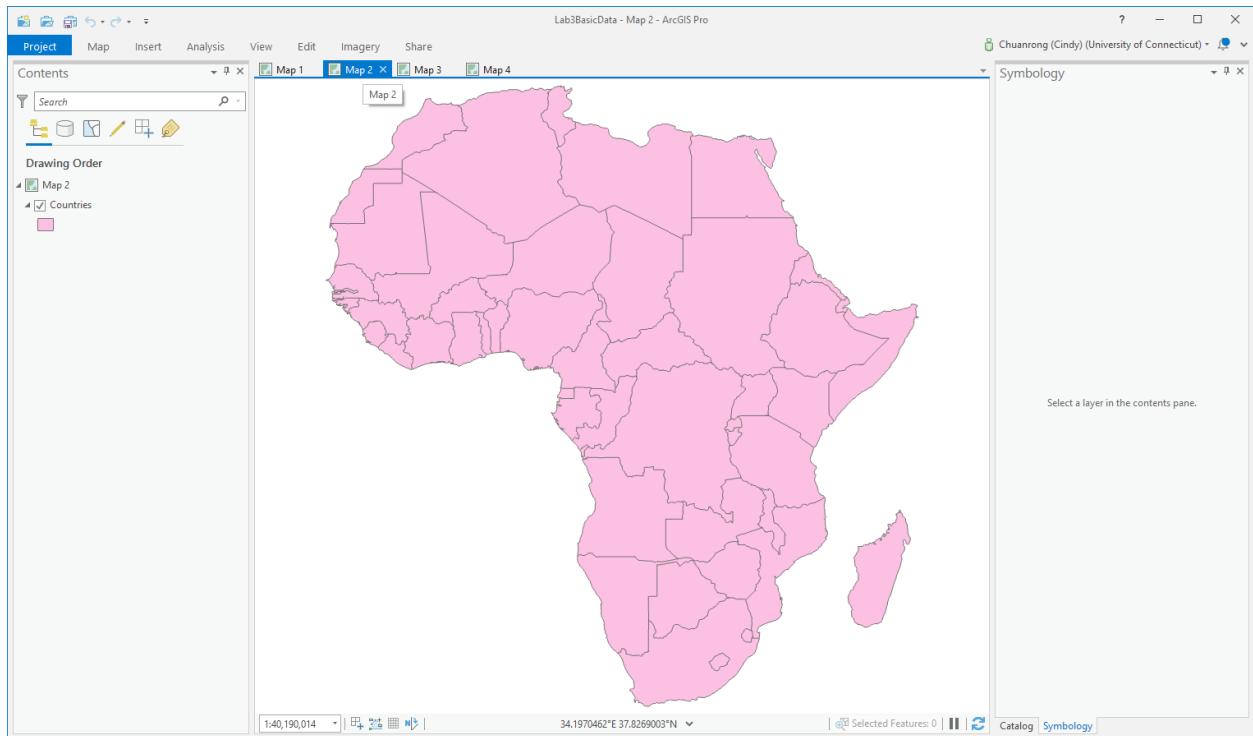 Lab3BasicData - Map 2 - ArcGIS Pro
?
Project Map Insert Analysis View Edit Imagery Share
Chuanrong (Cindy) (University of Connecticut)
Contents
Map 1 Map 2 Map 3 Map 4
Symbology
Search
Map 2
Drawing Order
Map 2
Countries
Select a layer in the contents pane.
1:40,190,014
N
34.1970462°E 37.8269003°N
Selected Features: 0
Catalog Symbology